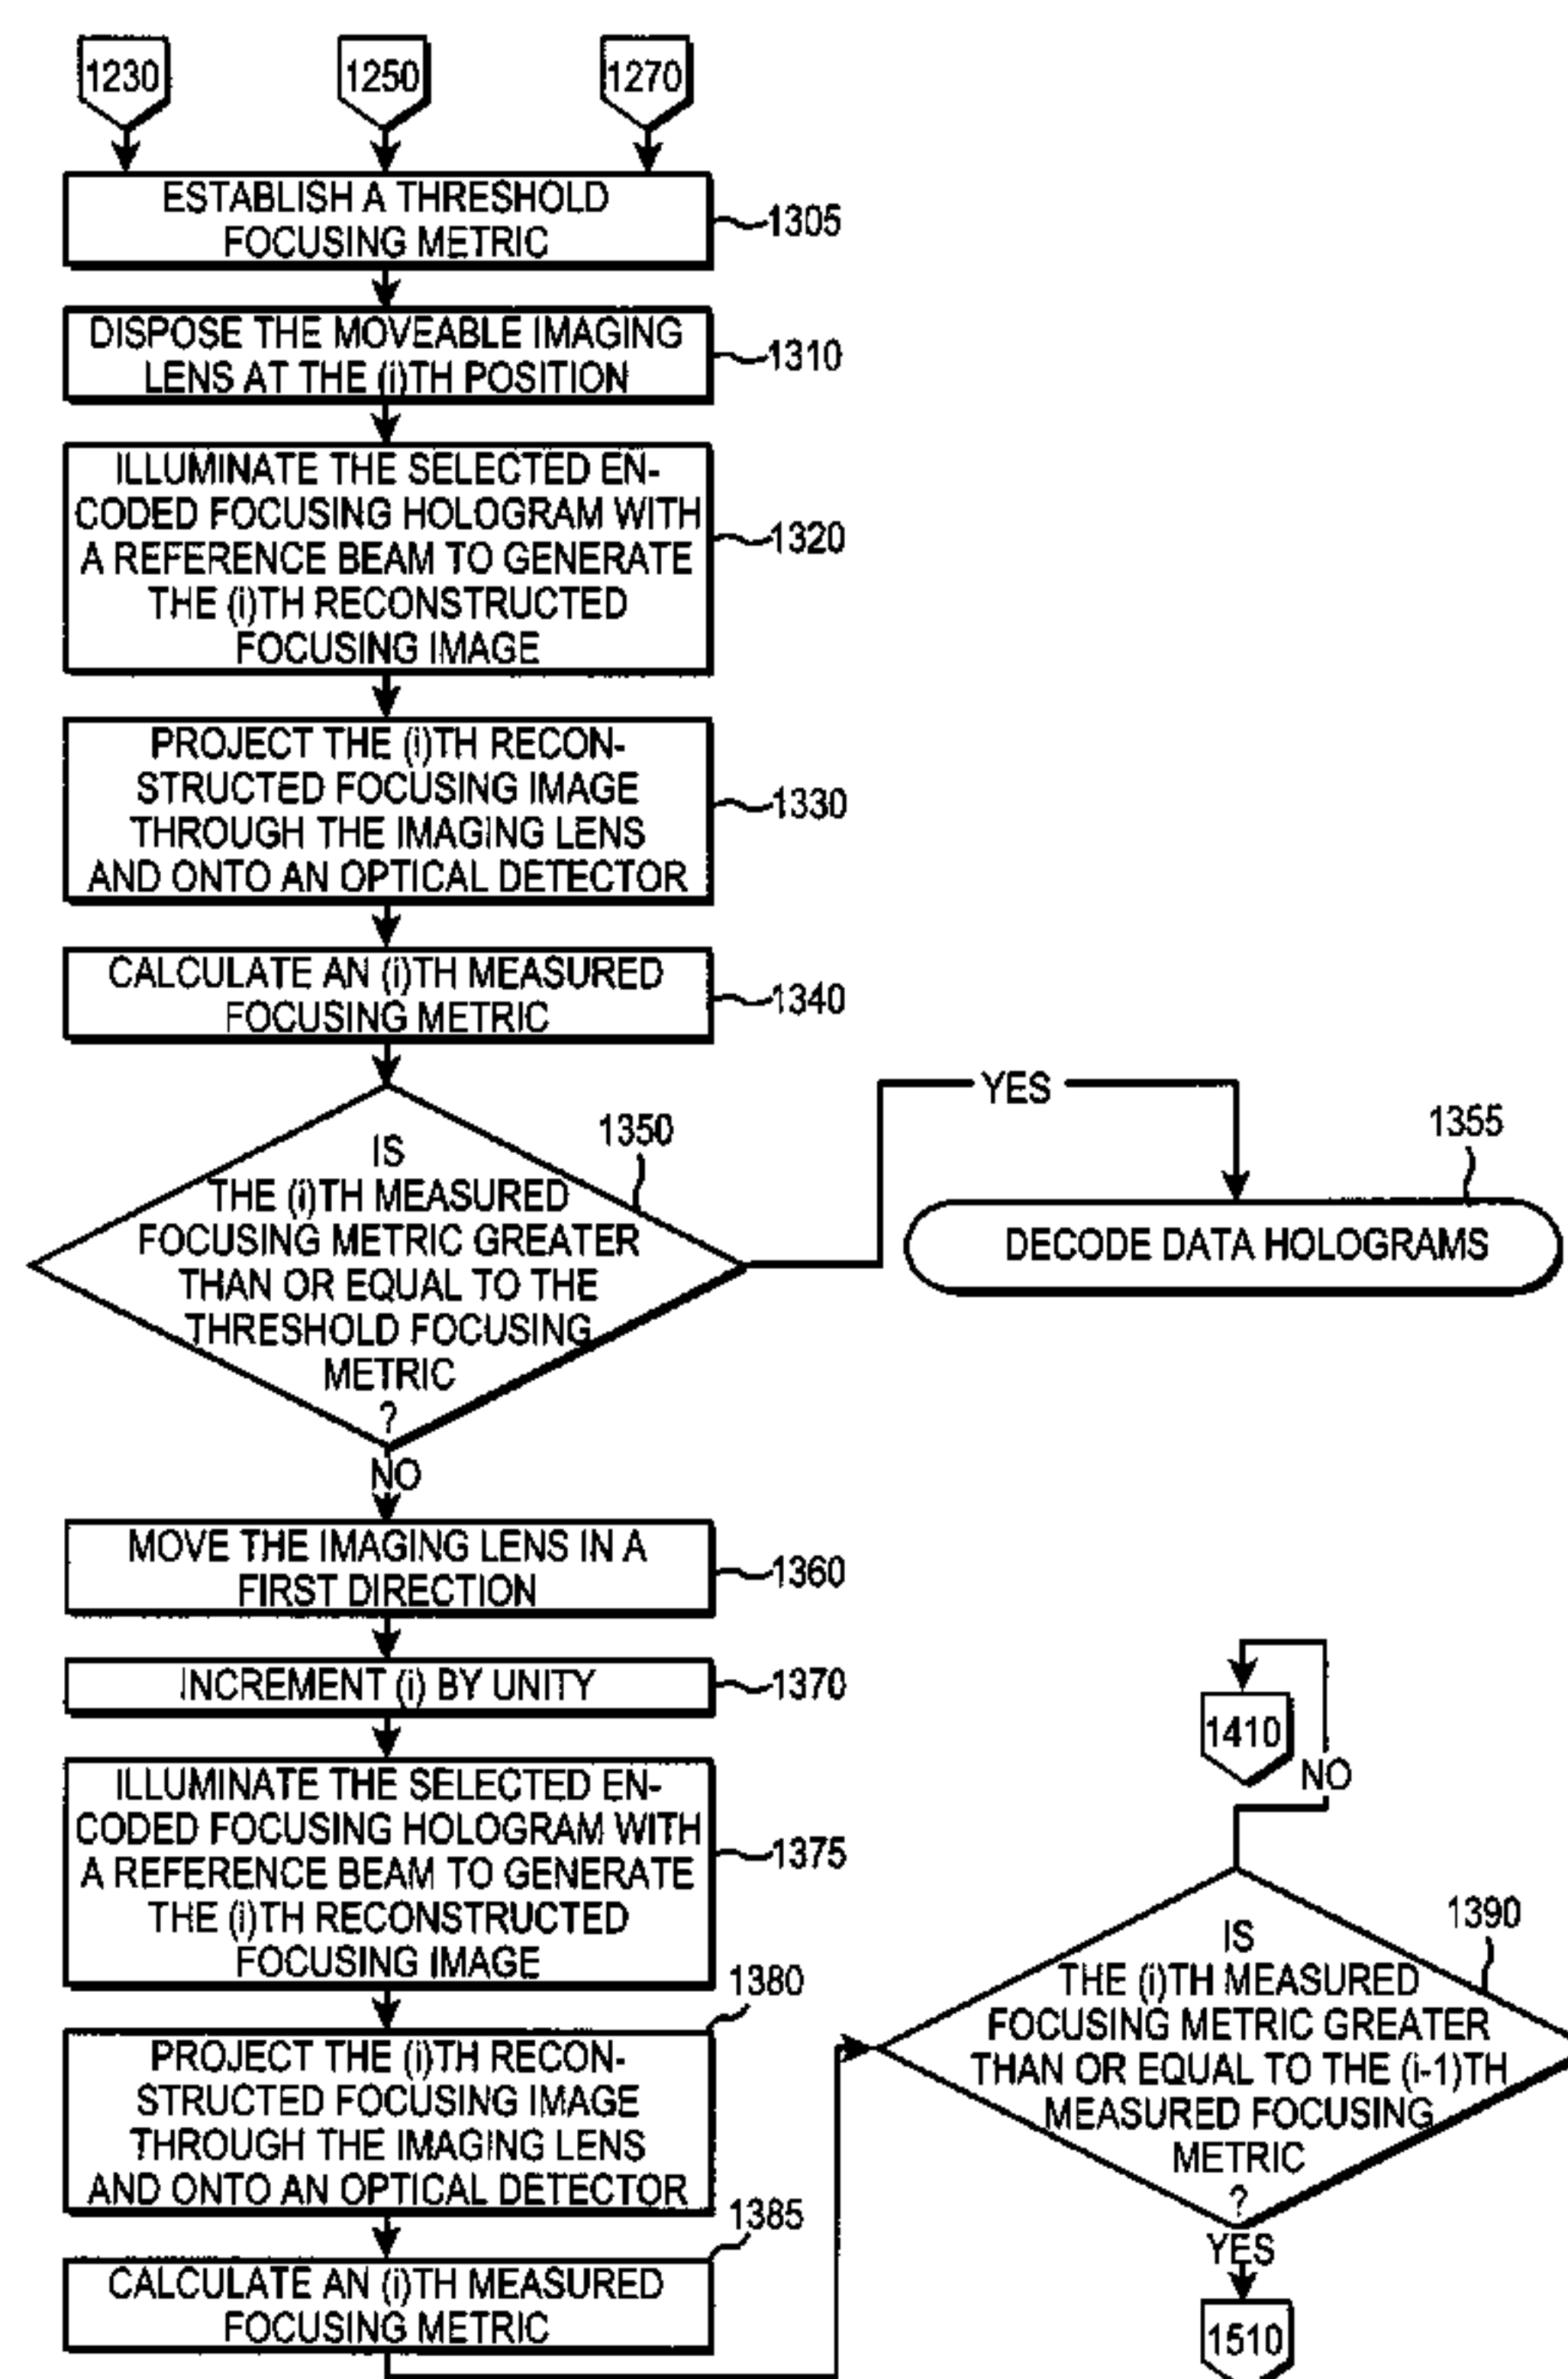 1230
1250
1270
ESTABLISH A THRESHOLD
FOCUSING METRIC
1305
DISPOSE THE MOVEABLE IMAGING
LENS AT THE (i)TH POSITION
1310
ILLUMINATE THE SELECTED EN-
CODED FOCUSING HOLOGRAM WITH
A REFERENCE BEAM TO GENERATE
THE (i)TH RECONSTRUCTED
FOCUSING IMAGE
1320
PROJECT THE (i)TH RECON-
STRUCTED FOCUSING IMAGE
THROUGH THE IMAGING LENS
AND ONTO AN OPTICAL DETECTOR
1330
CALCULATE AN (i)TH MEASURED
FOCUSING METRIC
1340
IS
THE (i)TH MEASURED
FOCUSING METRIC GREATER
THAN OR EQUAL TO THE
THRESHOLD FOCUSING
METRIC
?
1350
YES
1355
DECODE DATA HOLOGRAMS
NO
MOVE THE IMAGING LENS IN A
FIRST DIRECTION
1360
INCREMENT (i) BY UNITY
1370
ILLUMINATE THE SELECTED EN-
CODED FOCUSING HOLOGRAM WITH
A REFERENCE BEAM TO GENERATE
THE (i)TH RECONSTRUCTED
FOCUSING IMAGE
1375
1380
PROJECT THE (i)TH RECON-
STRUCTED FOCUSING IMAGE
THROUGH THE IMAGING LENS
AND ONTO AN OPTICAL DETECTOR
1385
CALCULATE AN (i)TH MEASURED
FOCUSING METRIC
1410
NO
1390
IS
THE (i)TH MEASURED
FOCUSING METRIC GREATER
THAN OR EQUAL TO THE (i-1)TH
MEASURED FOCUSING
METRIC
?
YES
1510